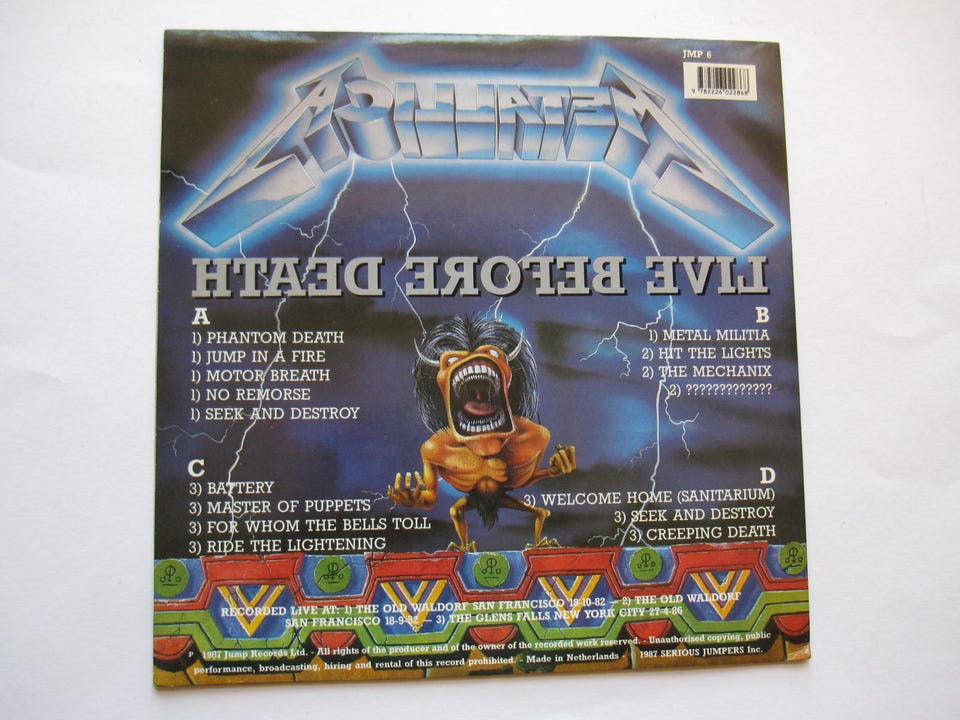 JMP 6
9 782226 022868
METALLICA
LIVE BEFORE DEATH
A
1) PHANTOM DEATH
1) JUMP IN A FIRE
1) MOTOR BREATH
1) NO REMORSE
1) SEEK AND DESTROY
B
1) METAL MILITIA
2) HIT THE LIGHTS
2) THE MECHANIX
2) ?????????????
C
3) BATTERY
3) MASTER OF PUPPETS
3) FOR WHOM THE BELLS TOLL
3) RIDE THE LIGHTENING
D
3) WELCOME HOME (SANITARIUM)
3) SEEK AND DESTROY
3) CREEPING DEATH
RECORDED LIVE AT: 1) THE OLD WALDORF SAN FRANCISCO 18-10-82 — 2) THE OLD WALDORF
SAN FRANCISCO 18-9-82 — 3) THE GLENS FALLS NEW YORK CITY 27-4-86
P 1987 Jump Records Ltd. - All rights of the producer and of the owner of the recorded work reserved. - Unauthorised copying, public
performance, broadcasting, hiring and rental of this record prohibited. - Made in Netherlands - 1987 SERIOUS JUMPERS Inc.